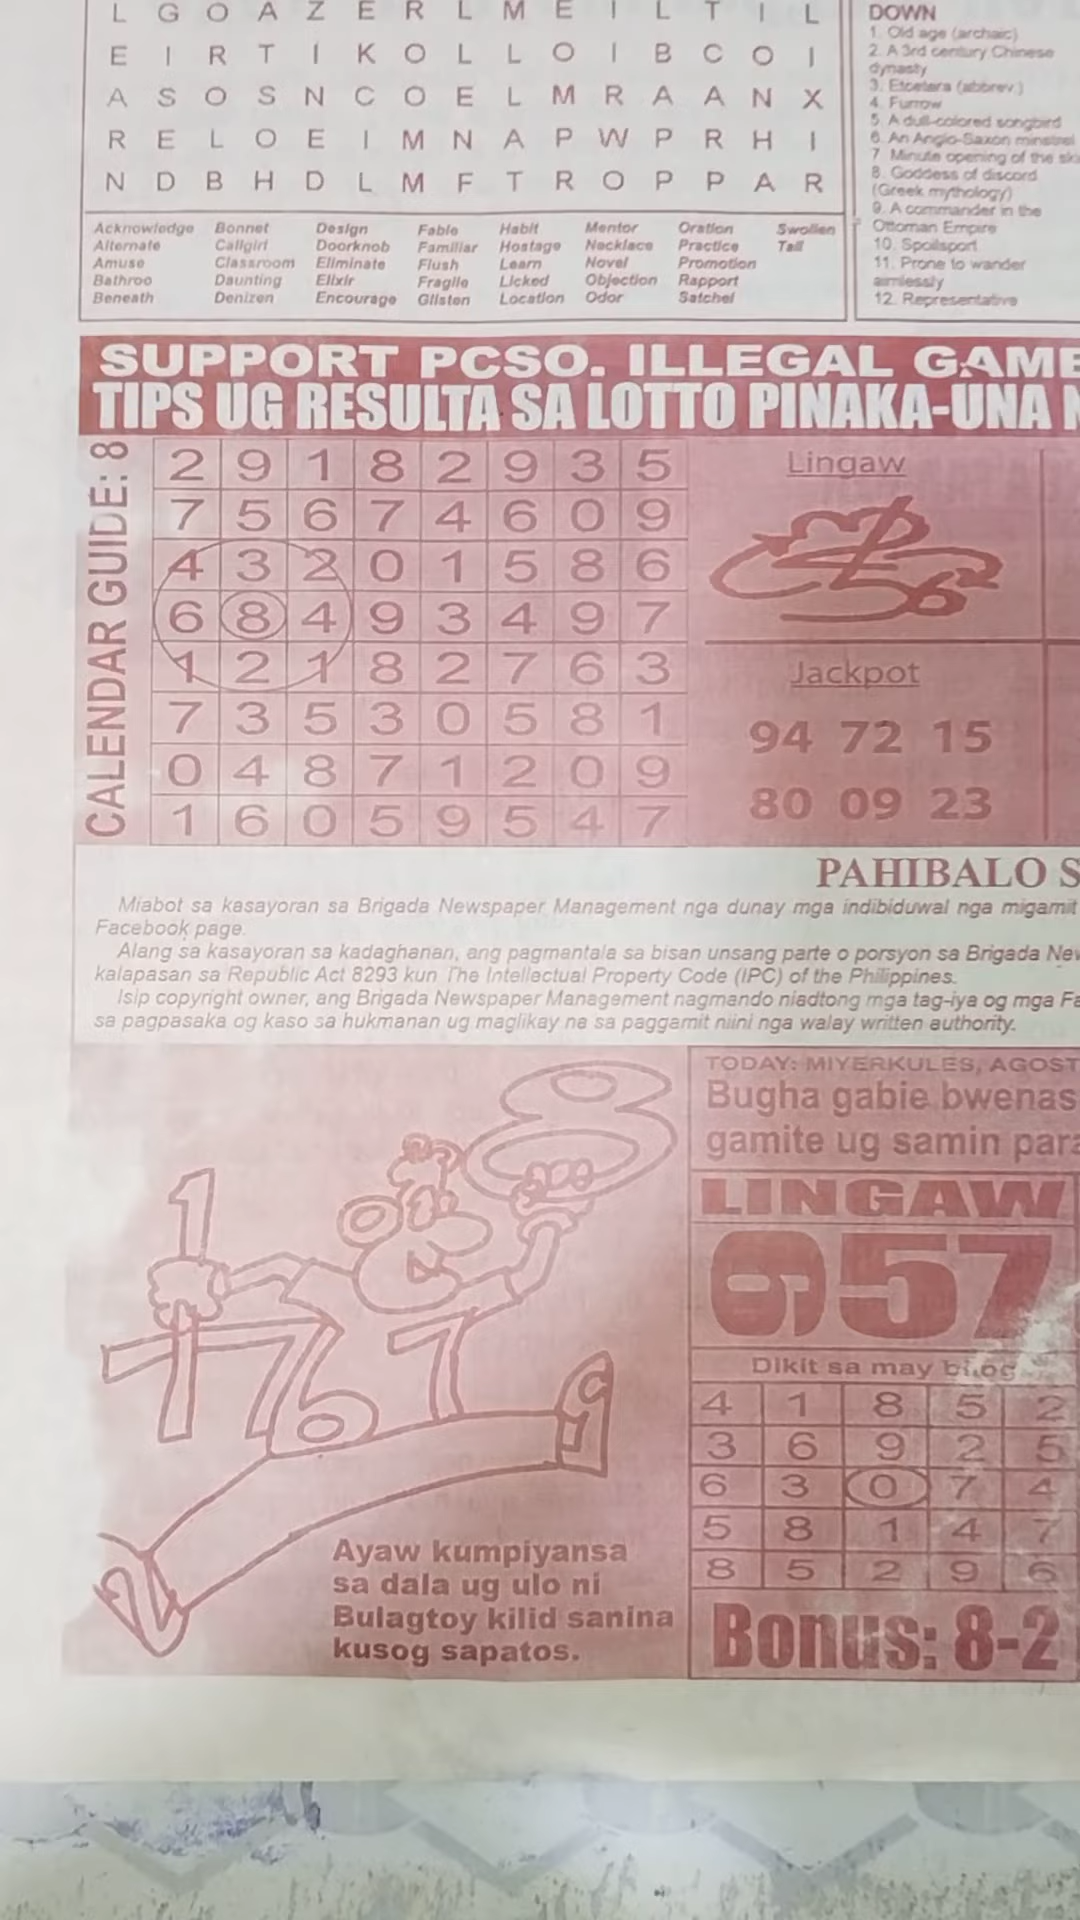 L G O A Z E R L M E I L T I L
E I R T I K O L L O I B C O I
A S O S N C O E L M R A A N X
R E L O E I M N A P W P R H I
N D B H D L M F T R O P P A R
Acknowledge Bonnet Design Fable Habit Mentor Oration Swollen
Alternate Callgirl Doorknob Familiar Hostage Necklace Practice Tall
Amuse Classroom Eliminate Flush Learn Novel Promotion
Bathroo Daunting Elixir Fragile Licked Objection Rapport
Beneath Denizen Encourage Glisten Location Odor Satchel
DOWN
1. Old age (archaic)
2. A 3rd century Chinese
dynasty
3. Etcetera (abbrev.)
4. Furrow
5. A dull-colored songbird
6. An Anglo-Saxon minstrel
7. Minute opening of the
8. Goddess of discord
(Greek mythology)
9. A commander in the
Ottoman Empire
10. Spoilsport
11. Prone to wander
aimlessly
12. Representative
SUPPORT PCSO. ILLEGAL GAME
TIPS UG RESULTA SA LOTTO PINAKA-UNA
CALENDAR GUIDE: 8
2 9 1 8 2 9 3 5
7 5 6 7 4 6 0 9
4 3 2 0 1 5 8 6
6 8 4 9 3 4 9 7
1 2 1 8 2 7 6 3
7 3 5 3 0 5 8 1
0 4 8 7 1 2 0 9
1 6 0 5 9 5 4 7
Lingaw
Jackpot
94 72 15
80 09 23
PAHIBALO S
Miabot sa kasayoran sa Brigada Newspaper Management nga dunay mga indibiduwal nga migamit
Facebook page.
Alang sa kasayoran sa kadaghanan, ang pagmantala sa bisan unsang parte o porsyon sa Brigada New
kalapasan sa Republic Act 8293 kun The Intellectual Property Code (IPC) of the Philippines.
Isip copyright owner, ang Brigada Newspaper Management nagmando niadtong mga tag-iya og mga Fa
sa pagpasaka og kaso sa hukmanan ug maglikay na sa paggamit niini nga walay written authority.
TODAY: MIYERKULES, AGOST
Bugha gabie bwenas
gamite ug samin para
LINGAW
957
Dikit sa may bilog
4 1 8 5 2
3 6 9 2 5
6 3 0 7 4
5 8 1 4 7
8 5 2 9 6
Bonus: 8-2
Ayaw kumpiyansa
sa dala ug ulo ni
Bulagtoy kilid sanina
kusog sapatos.